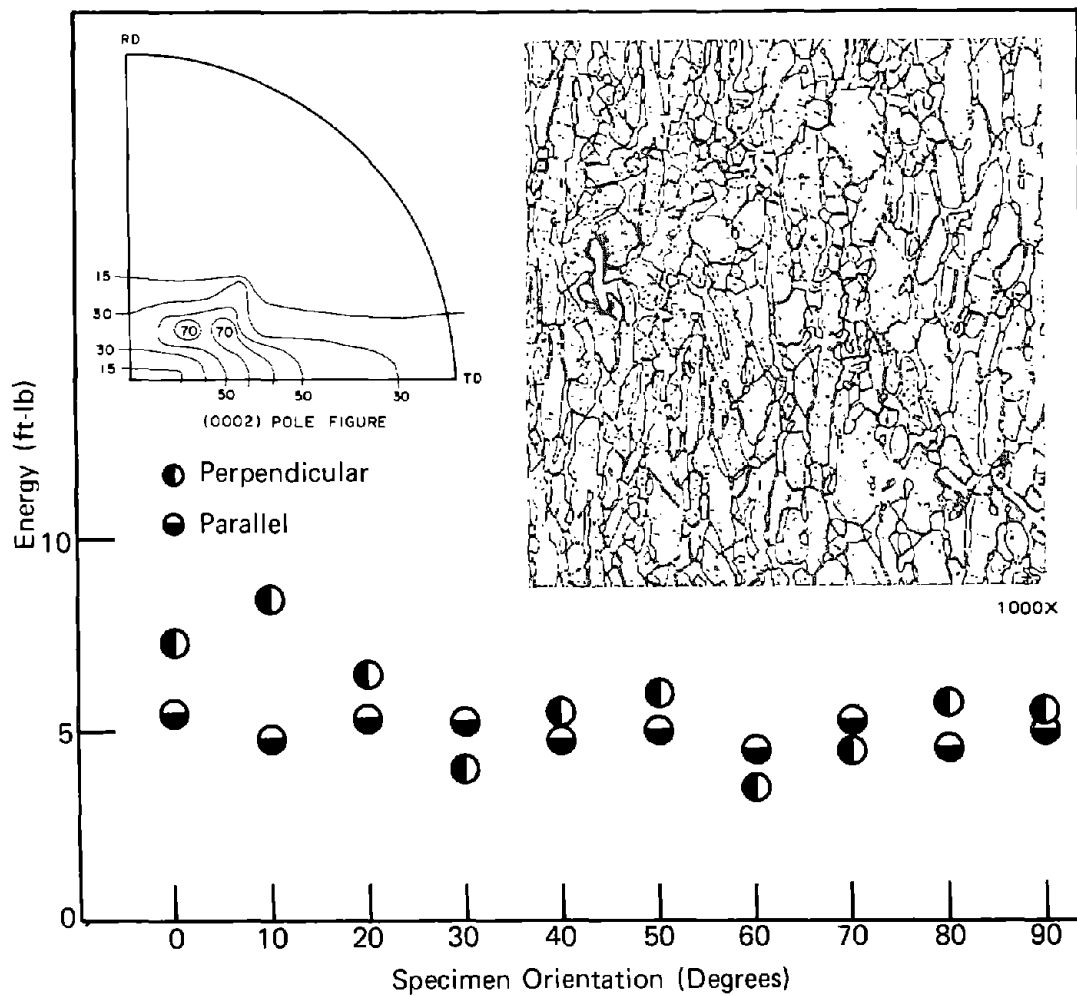 RD
15
30
70 70
30
15
TD
50 50 30
(0002) POLE FIGURE
Perpendicular
Parallel
1000X
Energy (ft-lb)
10
5
0
0 10 20 30 40 50 60 70 80 90
Specimen Orientation (Degrees)